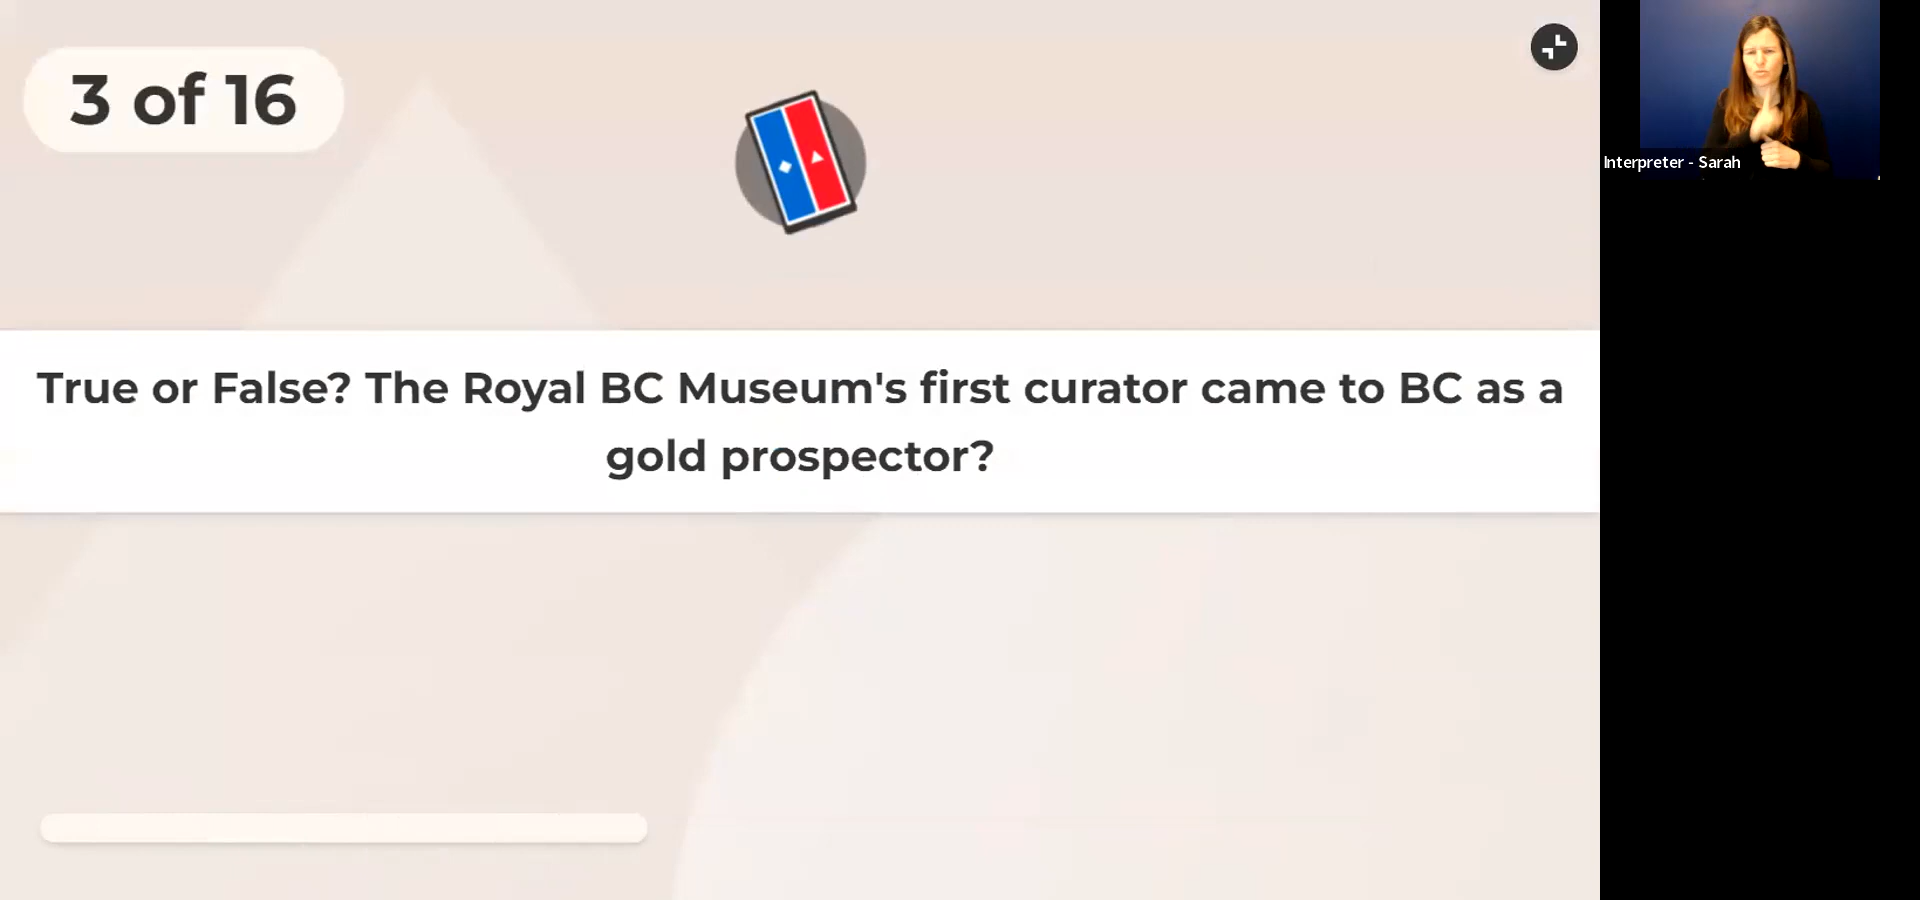 3 of 16
True or False? The Royal BC Museum's first curator came to BC as a
gold prospector?
Interpreter - Sarah